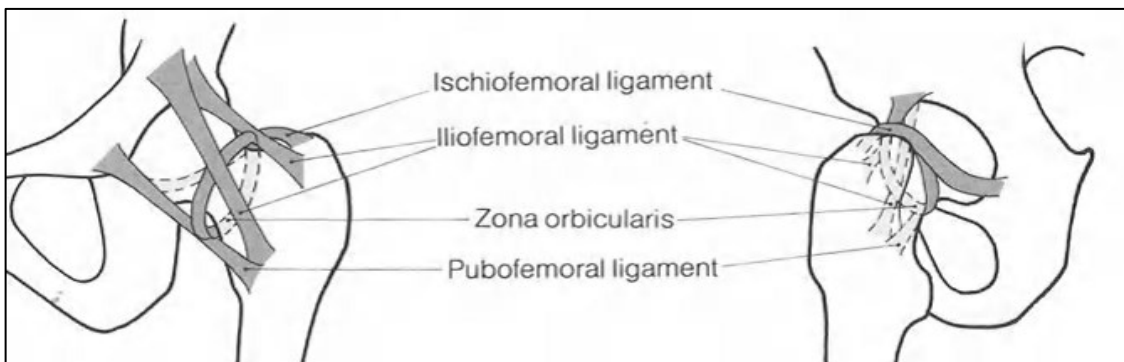 Ischiofemoral ligament
Iliofemoral ligament
Zona orbicularis
Pubofemoral ligament